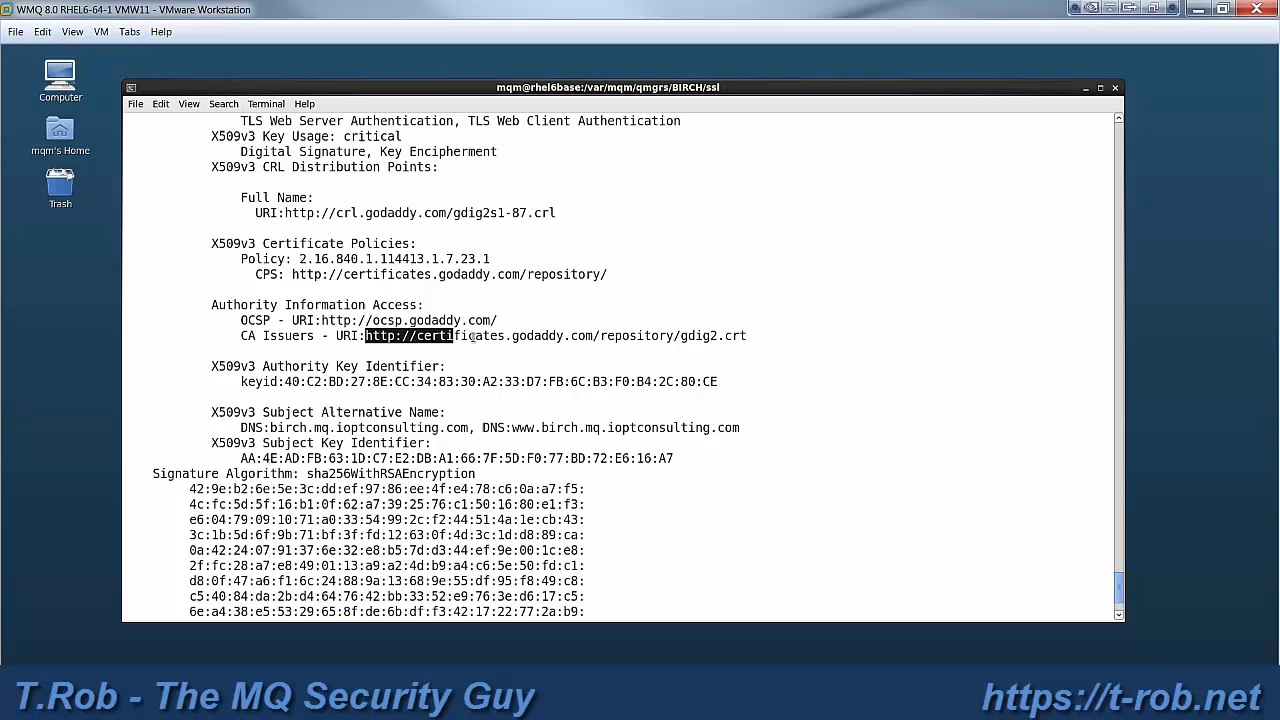 WMQ 8.0 RHEL6-64-1 VMW11 - VMware Workstation
File Edit View VM Tabs Help
Computer
mqm's Home
Trash
mqm@rhel6base:/var/mqm/qmgrs/BIRCH/ssl
File Edit View Search Terminal Help
TLS Web Server Authentication, TLS Web Client Authentication
X509v3 Key Usage: critical
Digital Signature, Key Encipherment
X509v3 CRL Distribution Points:
Full Name:
URI:http://crl.godaddy.com/gdig2s1-87.crl
X509v3 Certificate Policies:
Policy: 2.16.840.1.114413.1.7.23.1
CPS: http://certificates.godaddy.com/repository/
Authority Information Access:
OCSP - URI:http://ocsp.godaddy.com/
CA Issuers - URI:http://certificates.godaddy.com/repository/gdig2.crt
X509v3 Authority Key Identifier:
keyid:40:C2:BD:27:8E:CC:34:83:30:A2:33:D7:FB:6C:B3:F0:B4:2C:80:CE
X509v3 Subject Alternative Name:
DNS:birch.mq.ioptconsulting.com, DNS:www.birch.mq.ioptconsulting.com
X509v3 Subject Key Identifier:
AA:4E:AD:FB:63:1D:C7:E2:DB:A1:66:7F:5D:F0:77:BD:72:E6:16:A7
Signature Algorithm: sha256WithRSAEncryption
42:9e:b2:6e:5e:3c:dd:ef:97:86:ee:4f:e4:78:c6:0a:a7:f5:
4c:fc:5d:5f:16:b1:0f:62:a7:39:25:76:c1:50:16:80:e1:f3:
e6:04:79:09:10:71:a0:33:54:99:2c:f2:44:51:4a:1e:cb:43:
3c:1b:5d:6f:9b:71:bf:3f:fd:12:63:0f:4d:3c:1d:d8:89:ca:
0a:42:24:07:91:37:6e:32:e8:b5:7d:d3:44:ef:9e:00:1c:e8:
2f:fc:28:a7:e8:49:01:13:a9:a2:4d:b9:a4:c6:5e:50:fd:c1:
d8:0f:47:a6:f1:6c:24:88:9a:13:08:9e:55:df:95:f8:49:c8:
c5:40:84:da:2b:d4:64:76:42:bb:33:52:e9:76:3e:d6:17:c5:
6e:a4:38:e5:53:29:65:8f:de:6b:df:f3:42:17:22:77:2a:b9:
T.Rob - The MQ Security Guy
https://t-rob.net